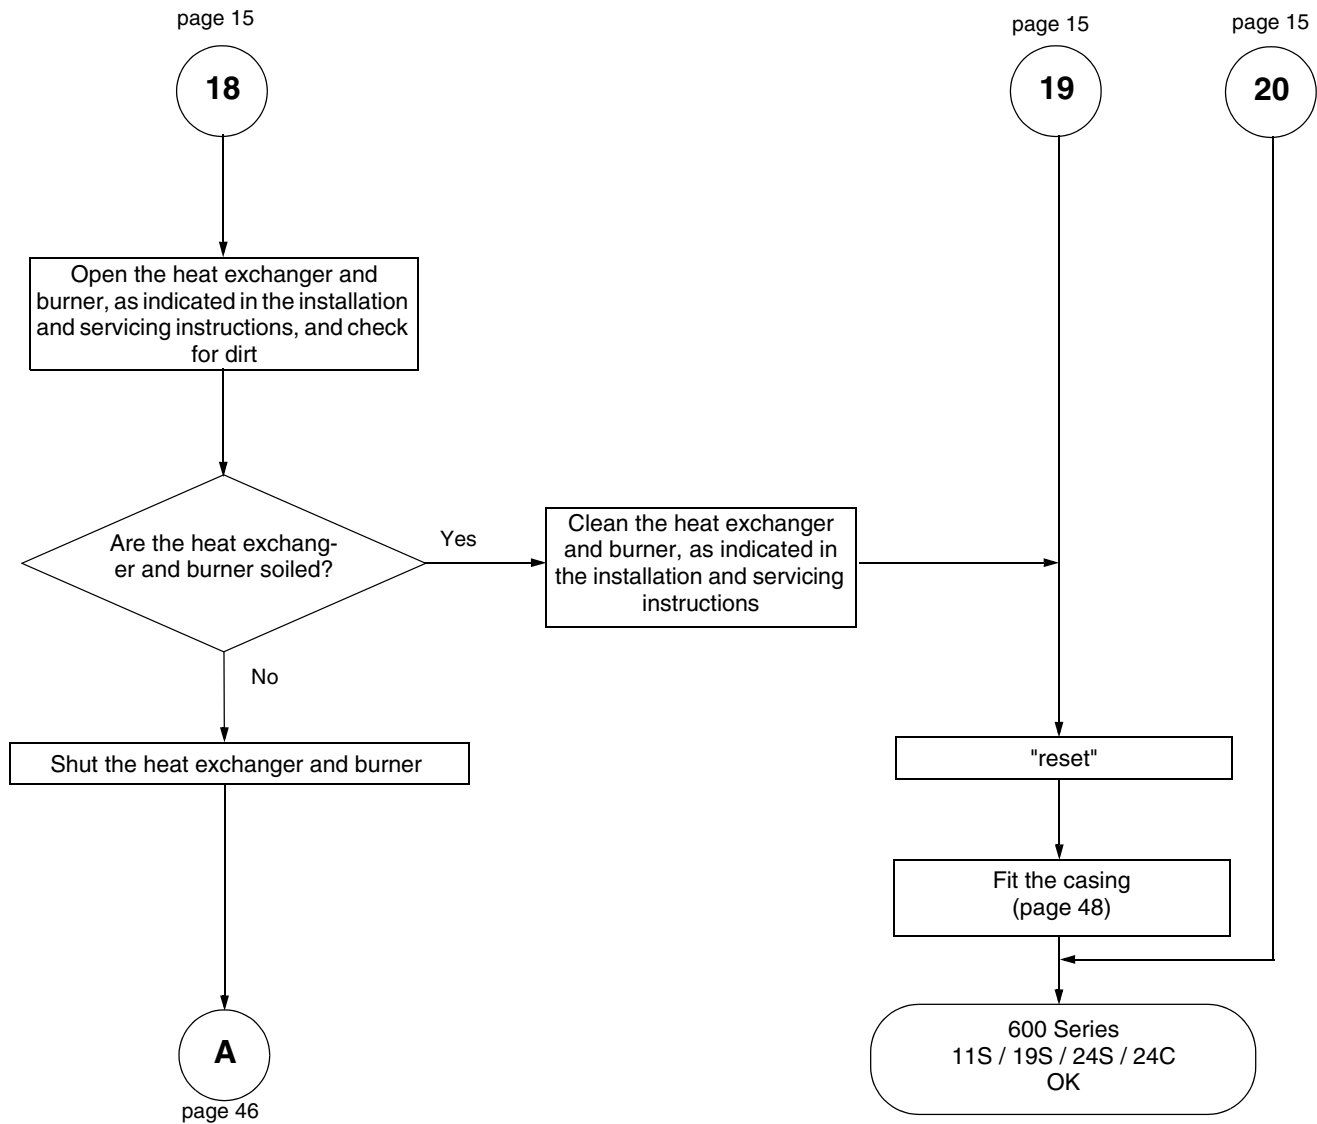 page 15
page 15
page 15
18
19
20
Open the heat exchanger and
burner, as indicated in the installation
and servicing instructions, and check
for dirt
Are the heat exchang-
er and burner soiled?
Yes
Clean the heat exchanger
and burner, as indicated in
the installation and servicing
instructions
No
Shut the heat exchanger and burner
"reset"
Fit the casing
(page 48)
A
page 46
600 Series
11S / 19S / 24S / 24C
OK